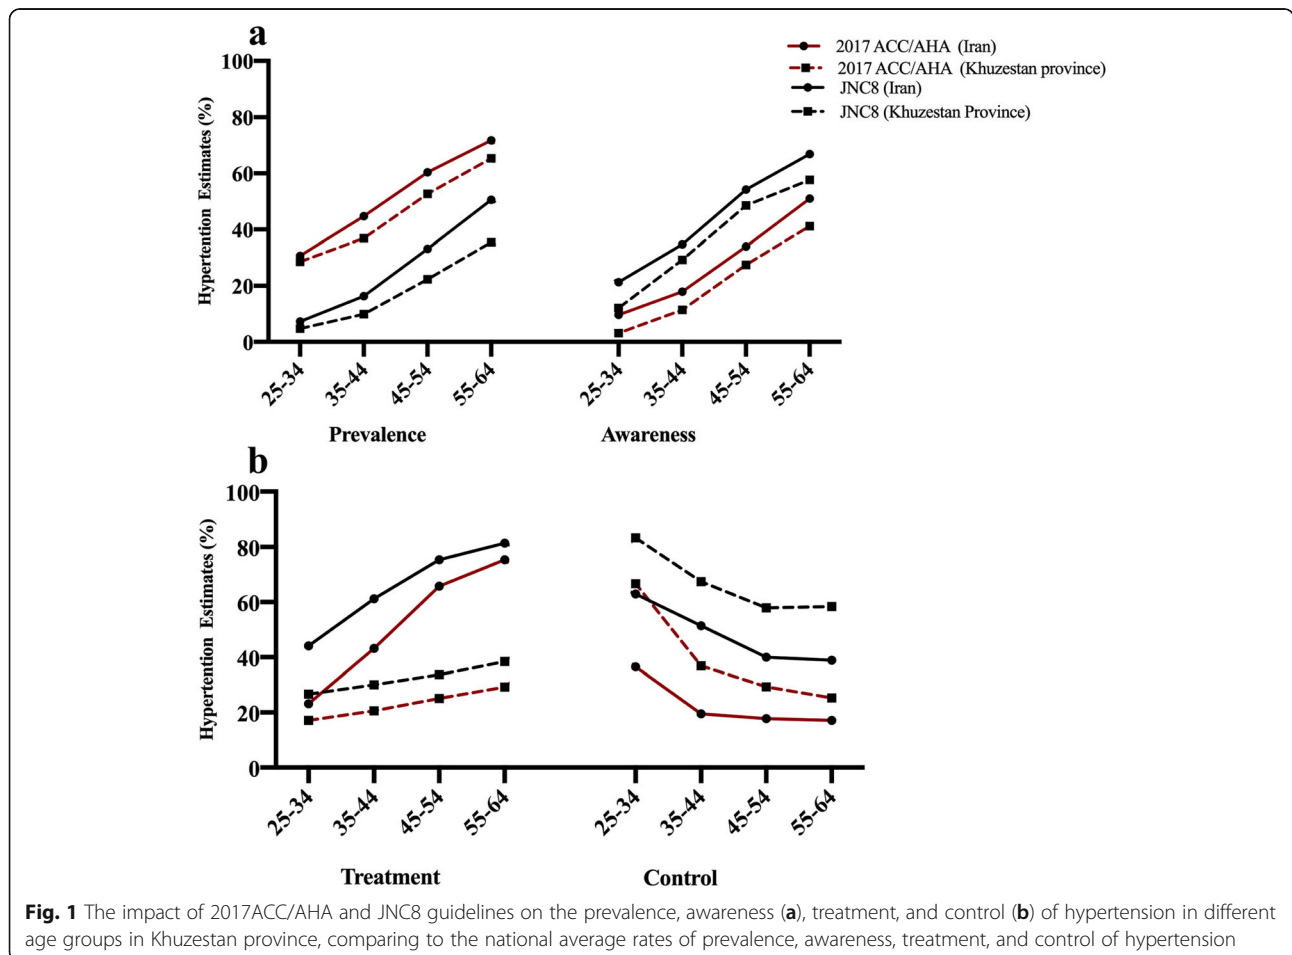 a
2017 ACC/AHA (Iran)
2017 ACC/AHA (Khuzestan province)
JNC8 (Iran)
JNC8 (Khuzestan Province)
Hypertention Estimates (%)
100
80
60
40
20
0
25-34
35-44
45-54
55-64
25-34
35-44
45-54
55-64
Prevalence
Awareness
b
Hypertention Estimates (%)
100
80
60
40
20
0
25-34
35-44
45-54
55-64
25-34
35-44
45-54
55-64
Treatment
Control
Fig. 1 The impact of 2017ACC/AHA and JNC8 guidelines on the prevalence, awareness (a), treatment, and control (b) of hypertension in different
age groups in Khuzestan province, comparing to the national average rates of prevalence, awareness, treatment, and control of hypertension